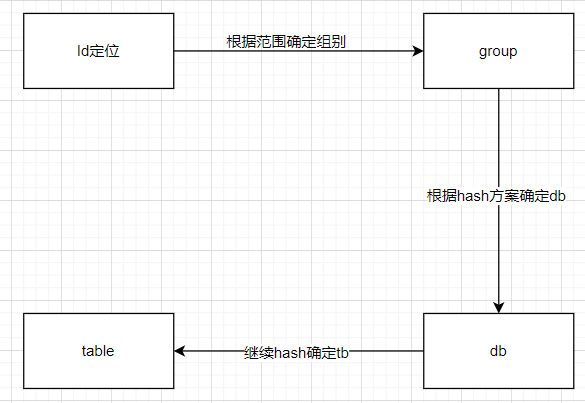 Id定位
根据范围确定组别
group
根据hash方案确定db
db
继续hash确定tb
table